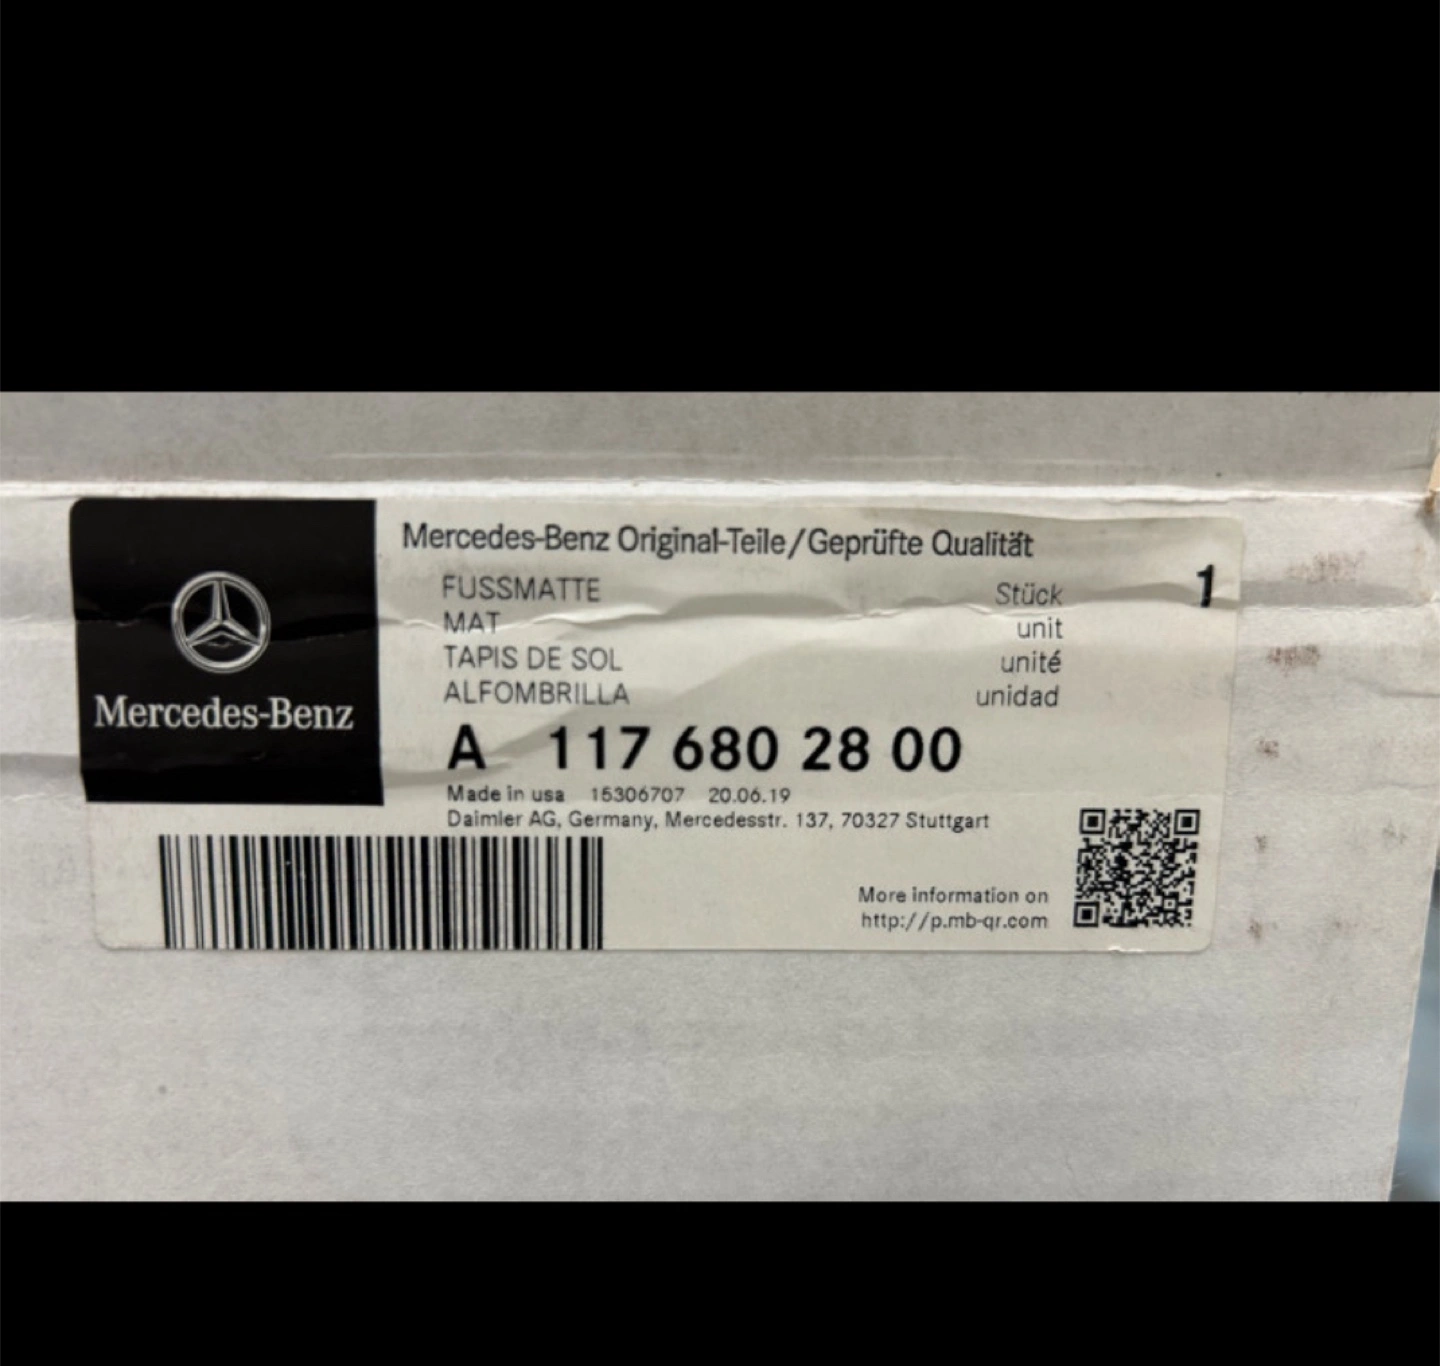 Mercedes-Benz
Mercedes-Benz Original-Teile/Geprüfte Qualität
FUSSMATTE Stück 1
MAT unit
TAPIS DE SOL unité
ALFOMBRILLA unidad
A 117 680 28 00
Made in usa 15306707 20.06.19
Daimler AG, Germany, Mercedesstr. 137, 70327 Stuttgart
More information on
http://p.mb-qr.com